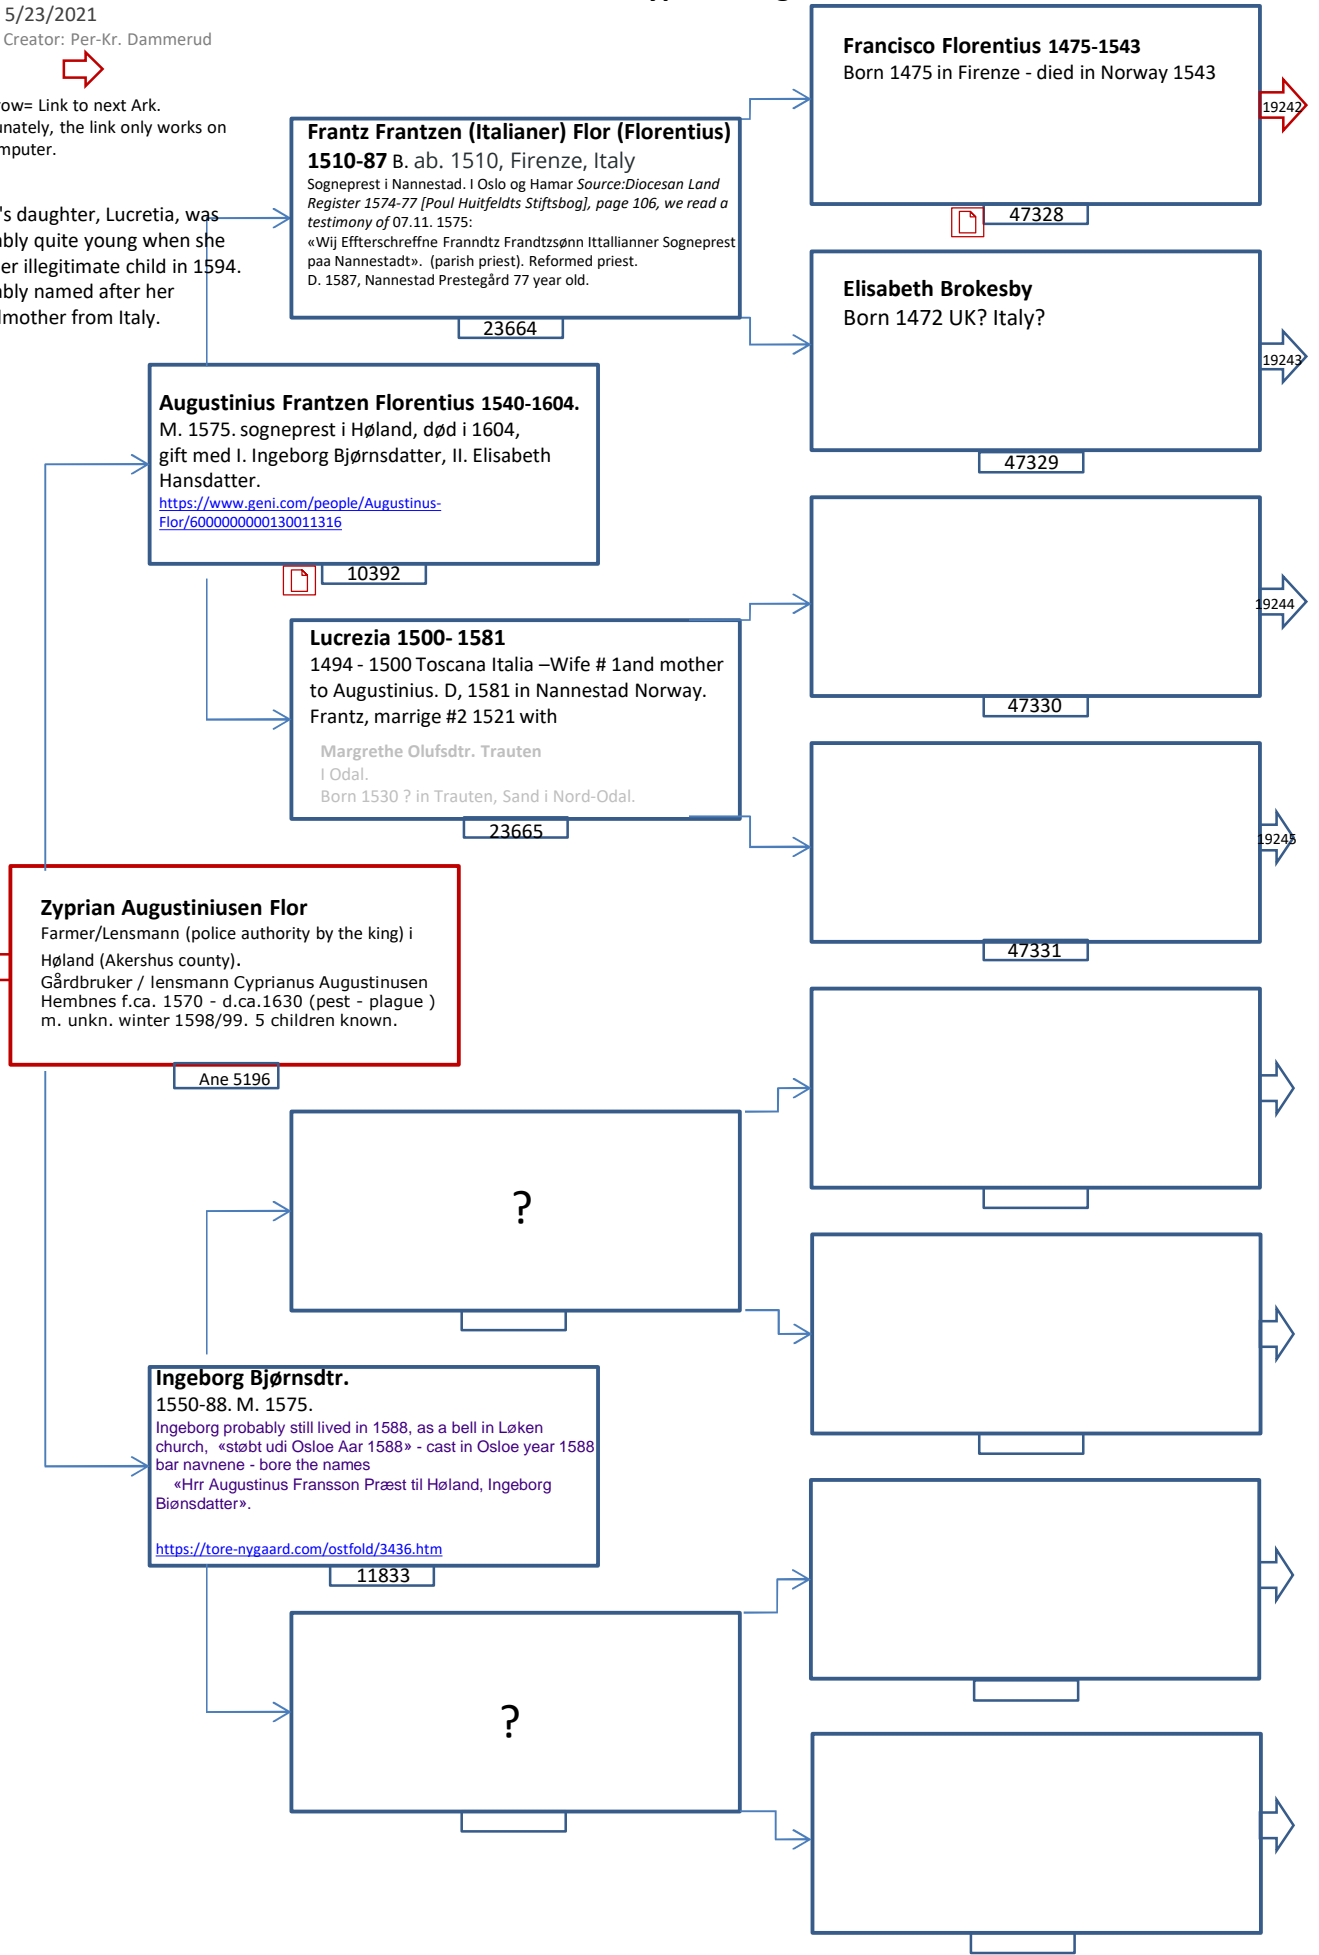 5/23/2021
Creator: Per-Kr. Dammerud
row= Link to next Ark.
unately, the link only works on
mputer.
's daughter, Lucretia, was
ably quite young when she
er illegitimate child in 1594.
ably named after her
dmother from Italy.
Francisco Florentius 1475-1543
Born 1475 in Firenze - died in Norway 1543
19242
47328
Frantz Frantzen (Italianer) Flor (Florentius)
1510-87 B. ab. 1510, Firenze, Italy
Sogneprest i Nannestad. I Oslo og Hamar Source:Diocesan Land
Register 1574-77 [Poul Huitfeldts Stiftsbog], page 106, we read a
testimony of 07.11. 1575:
«Wij Effterschreffne Franndtz Frandtzsønn Ittallianner Sogneprest
paa Nannestadt». (parish priest). Reformed priest.
D. 1587, Nannestad Prestegård 77 year old.
23664
Elisabeth Brokesby
Born 1472 UK? Italy?
19243
47329
Augustinius Frantzen Florentius 1540-1604.
M. 1575. sogneprest i Høland, død i 1604,
gift med I. Ingeborg Bjørnsdatter, II. Elisabeth
Hansdatter.
https://www.geni.com/people/Augustinus-
Flor/6000000000130011316
10392
19244
47330
Lucrezia 1500- 1581
1494 - 1500 Toscana Italia –Wife # 1and mother
to Augustinius. D, 1581 in Nannestad Norway.
Frantz, marrige #2 1521 with
Margrethe Olufsdtr. Trauten
I Odal.
Born 1530 ? in Trauten, Sand i Nord-Odal.
23665
19245
47331
Zyprian Augustiniusen Flor
Farmer/Lensmann (police authority by the king) i
Høland (Akershus county).
Gårdbruker / lensmann Cyprianus Augustinusen
Hembnes f.ca. 1570 - d.ca.1630 (pest - plague )
m. unkn. winter 1598/99. 5 children known.
Ane 5196
?
Ingeborg Bjørnsdtr.
1550-88. M. 1575.
Ingeborg probably still lived in 1588, as a bell in Løken
church, «støbt udi Osloe Aar 1588» - cast in Osloe year 1588
bar navnene - bore the names
«Hrr Augustinus Fransson Præst til Høland, Ingeborg
Biønsdatter».
https://tore-nygaard.com/ostfold/3436.htm
11833
?